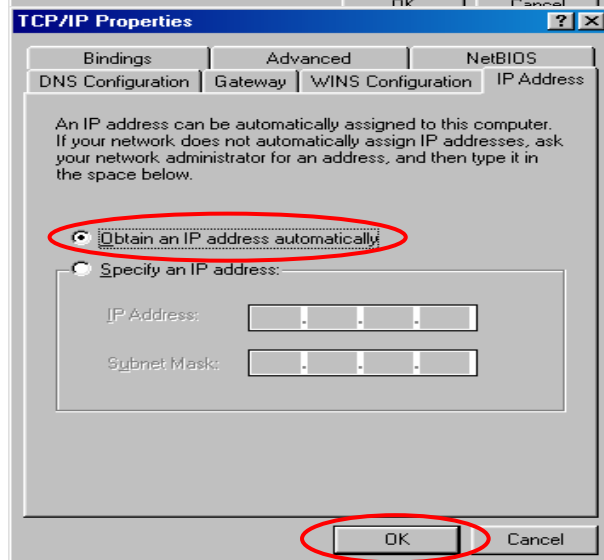 OK Cancel
TCP/IP Properties ? ×
Bindings Advanced NetBIOS
DNS Configuration Gateway WINS Configuration IP Address
An IP address can be automatically assigned to this computer.
If your network does not automatically assign IP addresses, ask
your network administrator for an address, and then type it in
the space below.
Obtain an IP address automatically
Specify an IP address:
IP Address:
. . .
Subnet Mask:
. . .
OK Cancel